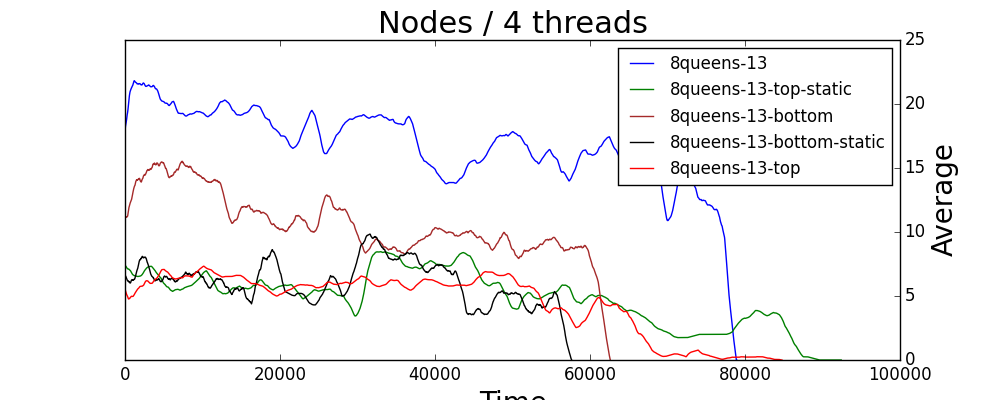 Nodes / 4 threads
8queens-13
8queens-13-top-static
8queens-13-bottom
8queens-13-bottom-static
8queens-13-top
25
20
15
10
5
0
Average
0 20000 40000 60000 80000 100000
Time